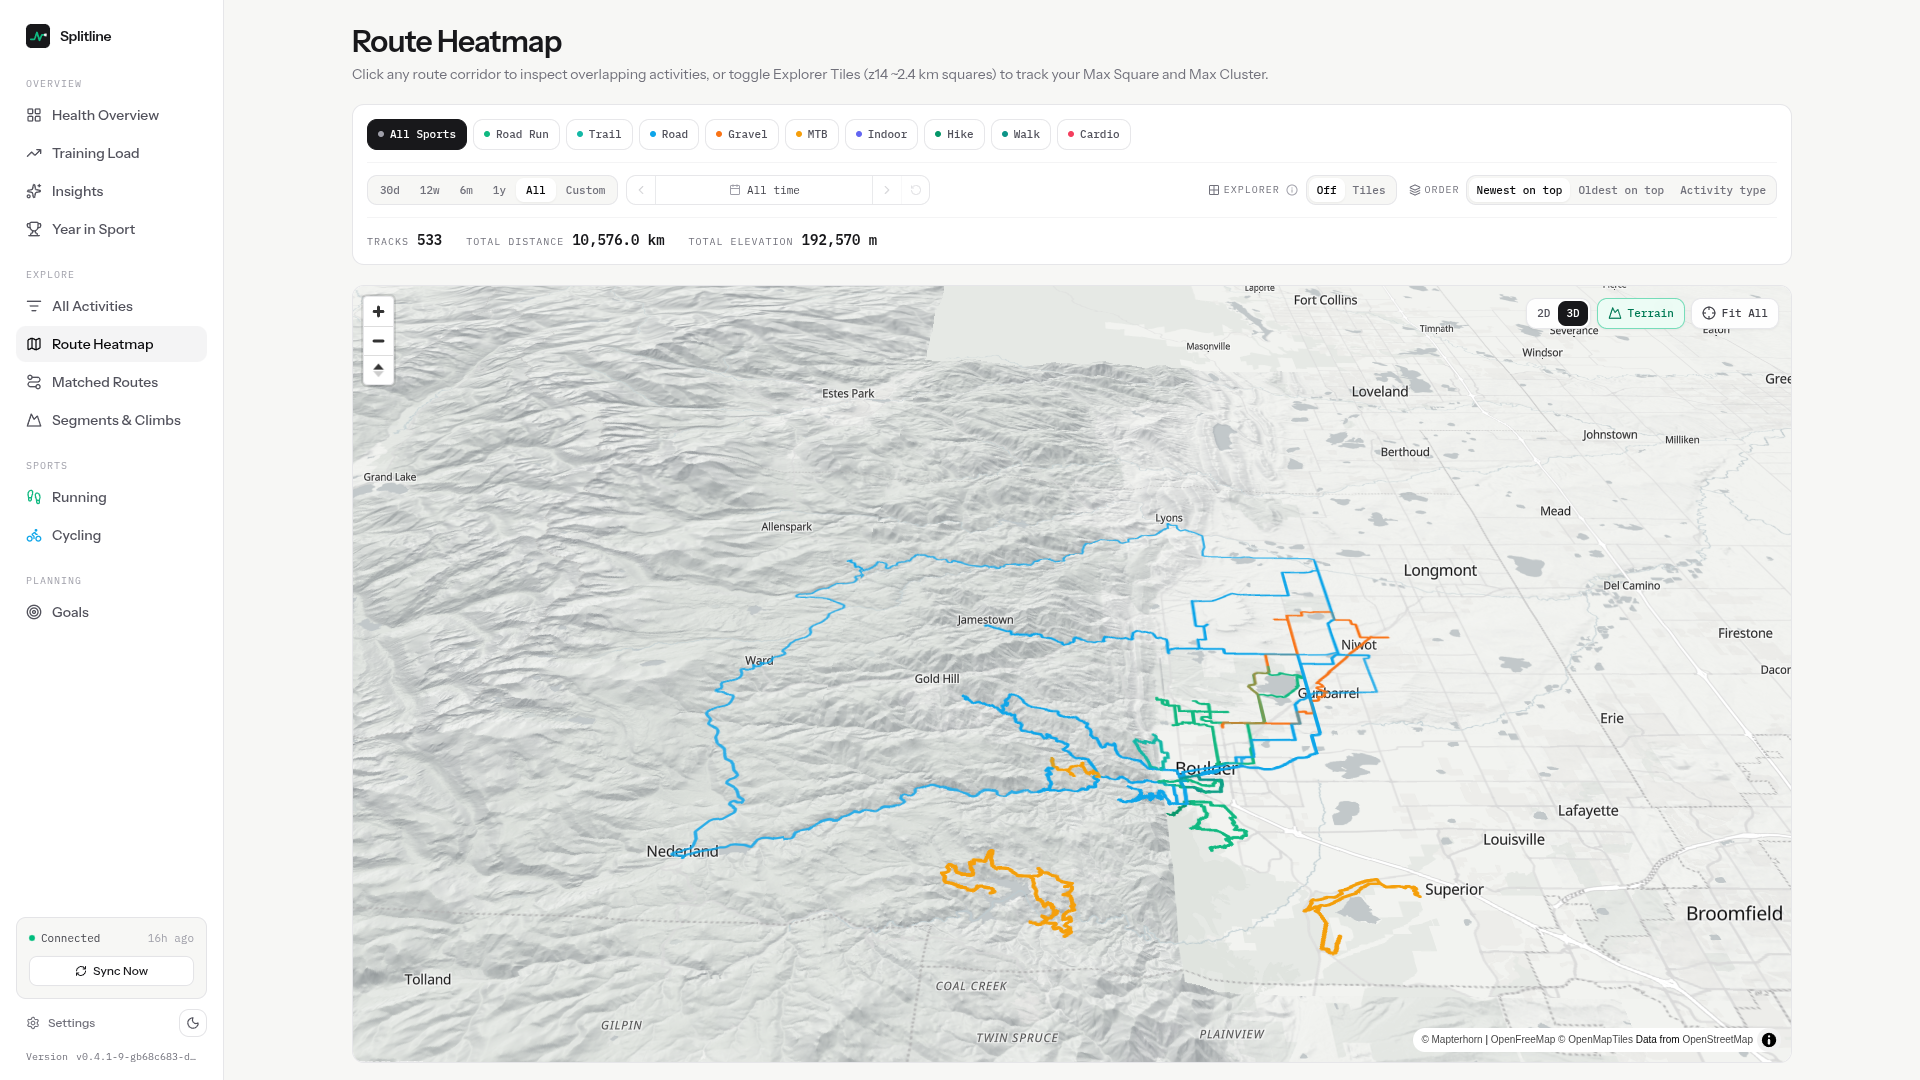 Splitline
OVERVIEW
Health Overview
Training Load
Insights
Year in Sport
EXPLORE
All Activities
Route Heatmap
Matched Routes
Segments & Climbs
SPORTS
Running
Cycling
PLANNING
Goals
Connected 16h ago
Sync Now
Settings
Version v0.4.1-9-gb68c683-d…
Route Heatmap
Click any route corridor to inspect overlapping activities, or toggle Explorer Tiles (z14 ~2.4 km squares) to track your Max Square and Max Cluster.
All Sports Road Run Trail Road Gravel MTB Indoor Hike Walk Cardio
30d 12w 6m 1y All Custom All time EXPLORER Off Tiles ORDER Newest on top Oldest on top Activity type
TRACKS 533 TOTAL DISTANCE 10,576.0 km TOTAL ELEVATION 192,570 m
2D 3D Terrain Fit All
Laporte
Fort Collins
Timnath
Severance
Eaton
Masonville
Windsor
Estes Park
Loveland
Gree
Johnstown
Milliken
Berthoud
Grand Lake
Mead
Lyons
Allenspark
Longmont
Del Camino
Jamestown
Firestone
Niwot
Ward
Dacor
Gold Hill
Gunbarrel
Erie
Boulder
Lafayette
Louisville
Nederland
Superior
Broomfield
Tolland
COAL CREEK
GILPIN
TWIN SPRUCE
PLAINVIEW
© Mapterhorn | OpenFreeMap © OpenMapTiles Data from OpenStreetMap